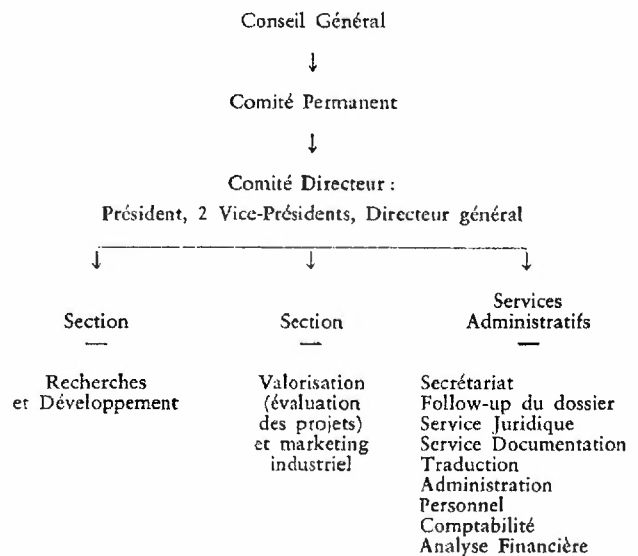 Conseil Général
Comité Permanent
Comité Directeur :
Président, 2 Vice-Présidents, Directeur général
Section
Recherches
et Développement
Section
Valorisation
(évaluation
des projets)
et marketing
industriel
Services
Administratifs
Secrétariat
Follow-up du dossier
Service Juridique
Service Documentation
Traduction
Administration
Personnel
Comptabilité
Analyse Financière